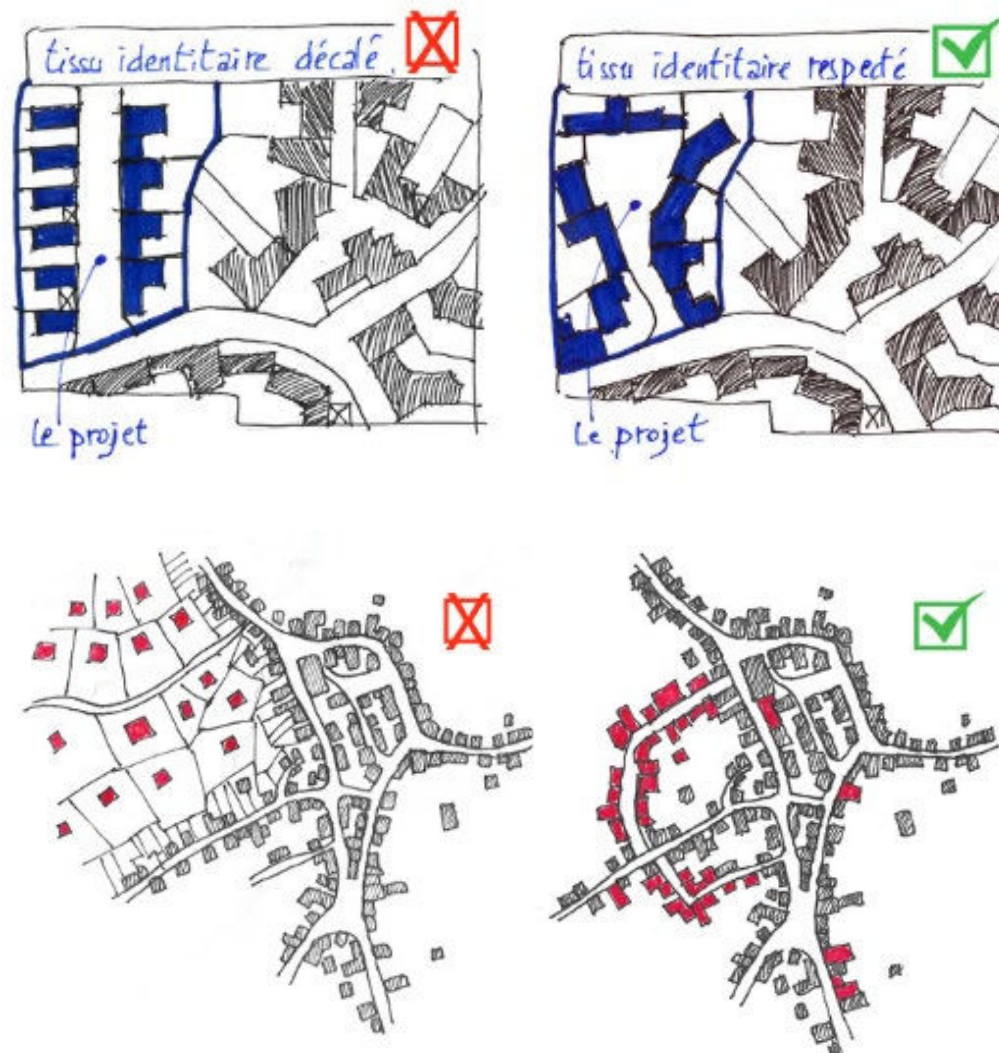 tissu identitaire décalé.
tissu identitaire respecté
le projet
le projet